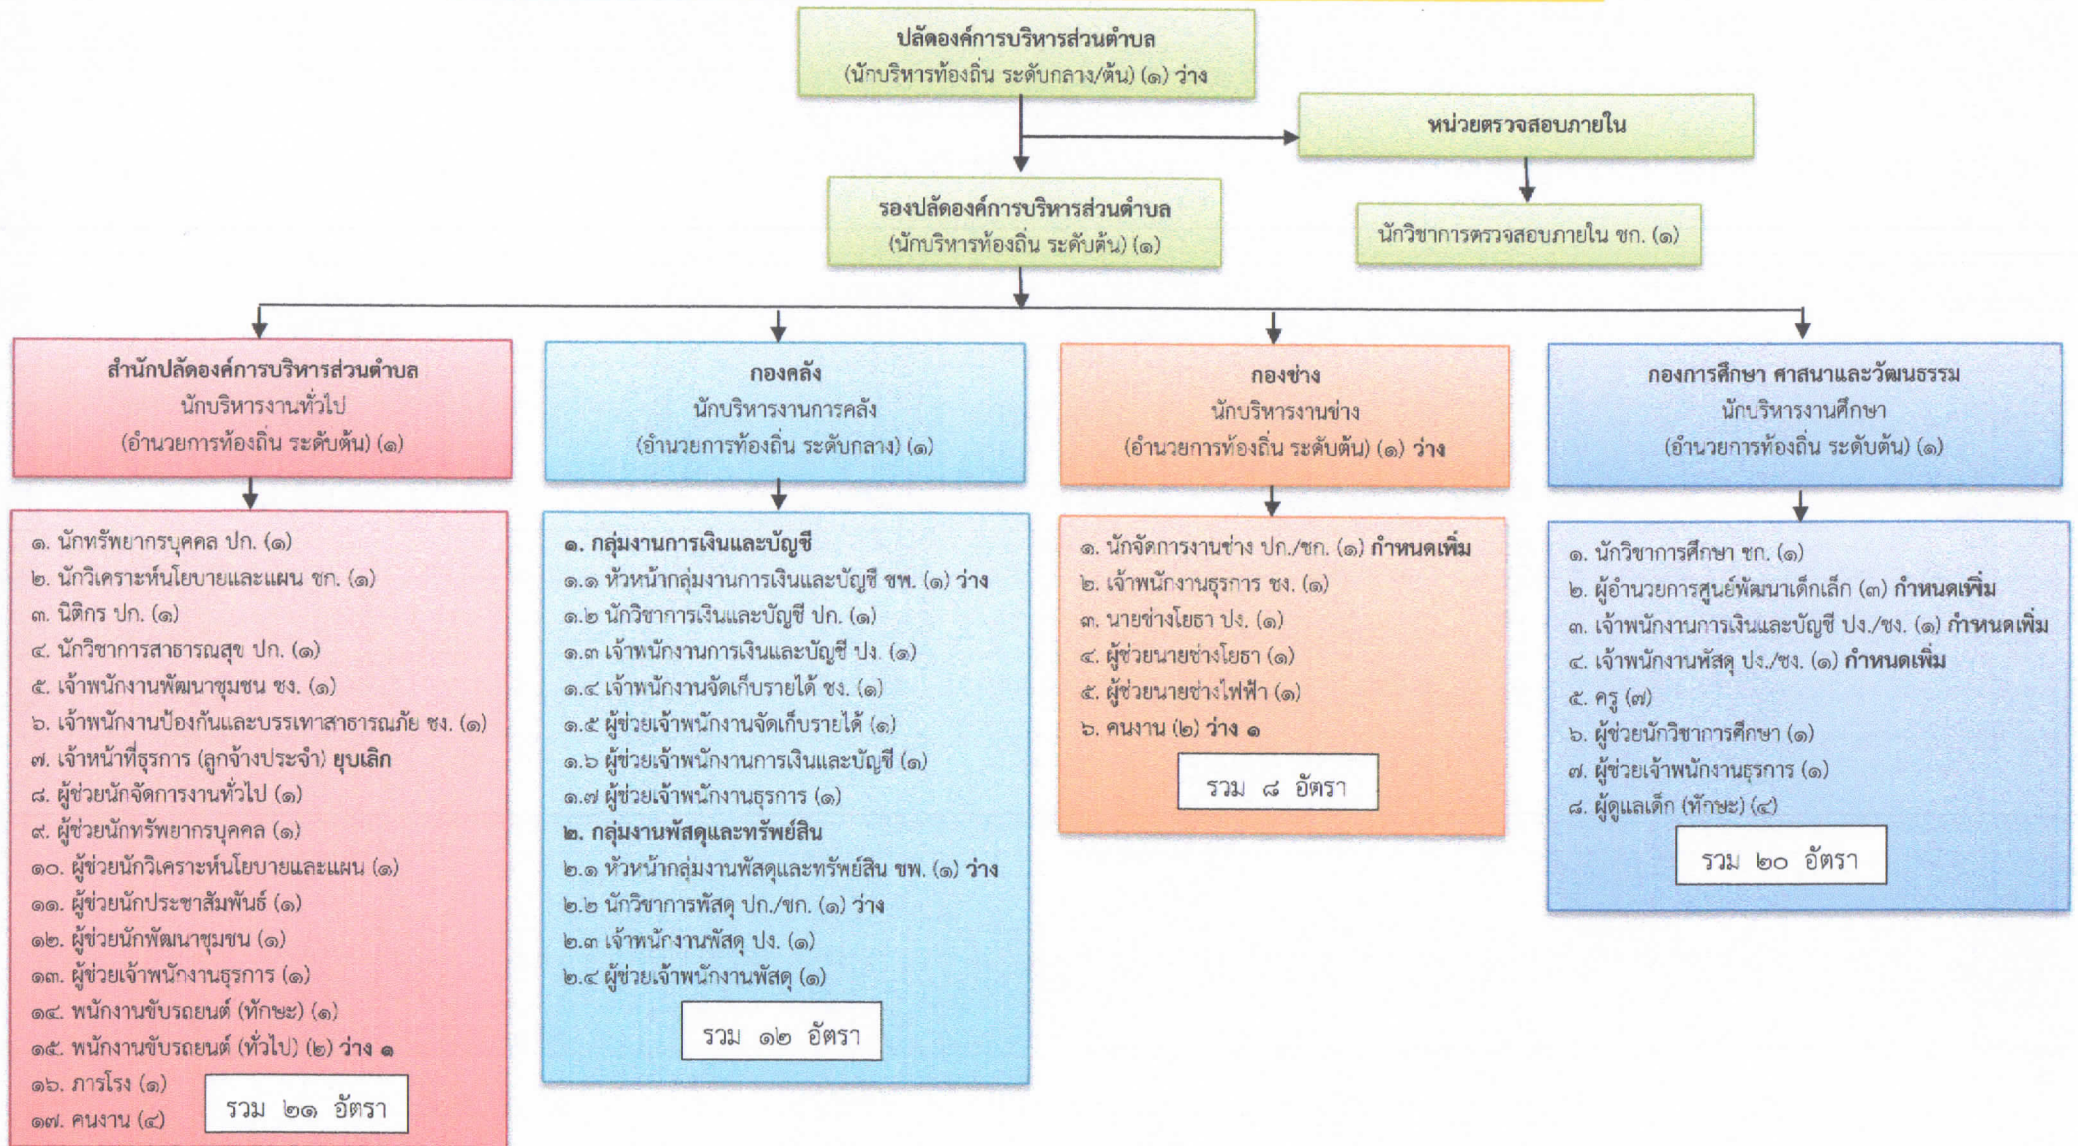 ปลัดองค์การบริหารส่วนตำบล
(นักบริหารท้องถิ่น ระดับกลาง/ต้น) (๑) ว่าง
หน่วยตรวจสอบภายใน
รองปลัดองค์การบริหารส่วนตำบล
(นักบริหารท้องถิ่น ระดับต้น) (๑)
นักวิชาการตรวจสอบภายใน ชก. (๑)
สำนักปลัดองค์การบริหารส่วนตำบล
นักบริหารงานทั่วไป
(อำนวยการท้องถิ่น ระดับต้น) (๑)
๑. นักทรัพยากรบุคคล ปก. (๑)
๒. นักวิเคราะห์นโยบายและแผน ชก. (๑)
๓. นิติกร ปก. (๑)
๔. นักวิชาการสาธารณสุข ปก. (๑)
๕. เจ้าพนักงานพัฒนาชุมชน ชง. (๑)
๖. เจ้าพนักงานป้องกันและบรรเทาสาธารณภัย ชง. (๑)
๗. เจ้าหน้าที่ธุรการ (ลูกจ้างประจำ) ยุบเลิก
๘. ผู้ช่วยนักจัดการงานทั่วไป (๑)
๙. ผู้ช่วยนักทรัพยากรบุคคล (๑)
๑๐. ผู้ช่วยนักวิเคราะห์นโยบายและแผน (๑)
๑๑. ผู้ช่วยนักประชาสัมพันธ์ (๑)
๑๒. ผู้ช่วยนักพัฒนาชุมชน (๑)
๑๓. ผู้ช่วยเจ้าพนักงานธุรการ (๑)
๑๔. พนักงานขับรถยนต์ (ทักษะ) (๑)
๑๕. พนักงานขับรถยนต์ (ทั่วไป) (๒) ว่าง ๑
๑๖. ภารโรง (๑)
๑๗. คนงาน (๔)
รวม ๒๑ อัตรา
กองคลัง
นักบริหารงานการคลัง
(อำนวยการท้องถิ่น ระดับกลาง) (๑)
๑. กลุ่มงานการเงินและบัญชี
๑.๑ หัวหน้ากลุ่มงานการเงินและบัญชี ชพ. (๑) ว่าง
๑.๒ นักวิชาการเงินและบัญชี ปก. (๑)
๑.๓ เจ้าพนักงานการเงินและบัญชี ปง. (๑)
๑.๔ เจ้าพนักงานจัดเก็บรายได้ ชง. (๑)
๑.๕ ผู้ช่วยเจ้าพนักงานจัดเก็บรายได้ (๑)
๑.๖ ผู้ช่วยเจ้าพนักงานการเงินและบัญชี (๑)
๑.๗ ผู้ช่วยเจ้าพนักงานธุรการ (๑)
๒. กลุ่มงานพัสดุและทรัพย์สิน
๒.๑ หัวหน้ากลุ่มงานพัสดุและทรัพย์สิน ชพ. (๑) ว่าง
๒.๒ นักวิชาการพัสดุ ปก./ชก. (๑) ว่าง
๒.๓ เจ้าพนักงานพัสดุ ปง. (๑)
๒.๔ ผู้ช่วยเจ้าพนักงานพัสดุ (๑)
รวม ๑๒ อัตรา
กองช่าง
นักบริหารงานช่าง
(อำนวยการท้องถิ่น ระดับต้น) (๑) ว่าง
๑. นักจัดการงานช่าง ปก./ชก. (๑) กำหนดเพิ่ม
๒. เจ้าพนักงานธุรการ ชง. (๑)
๓. นายช่างโยธา ปง. (๑)
๔. ผู้ช่วยนายช่างโยธา (๑)
๕. ผู้ช่วยนายช่างไฟฟ้า (๑)
๖. คนงาน (๒) ว่าง ๑
รวม ๘ อัตรา
กองการศึกษา ศาสนาและวัฒนธรรม
นักบริหารงานศึกษา
(อำนวยการท้องถิ่น ระดับต้น) (๑)
๑. นักวิชาการศึกษา ชก. (๑)
๒. ผู้อำนวยการศูนย์พัฒนาเด็กเล็ก (๓) กำหนดเพิ่ม
๓. เจ้าพนักงานการเงินและบัญชี ปง./ชง. (๑) กำหนดเพิ่ม
๔. เจ้าพนักงานพัสดุ ปง./ชง. (๑) กำหนดเพิ่ม
๕. ครู (๗)
๖. ผู้ช่วยนักวิชาการศึกษา (๑)
๗. ผู้ช่วยเจ้าพนักงานธุรการ (๑)
๘. ผู้ดูแลเด็ก (ทักษะ) (๔)
รวม ๒๐ อัตรา